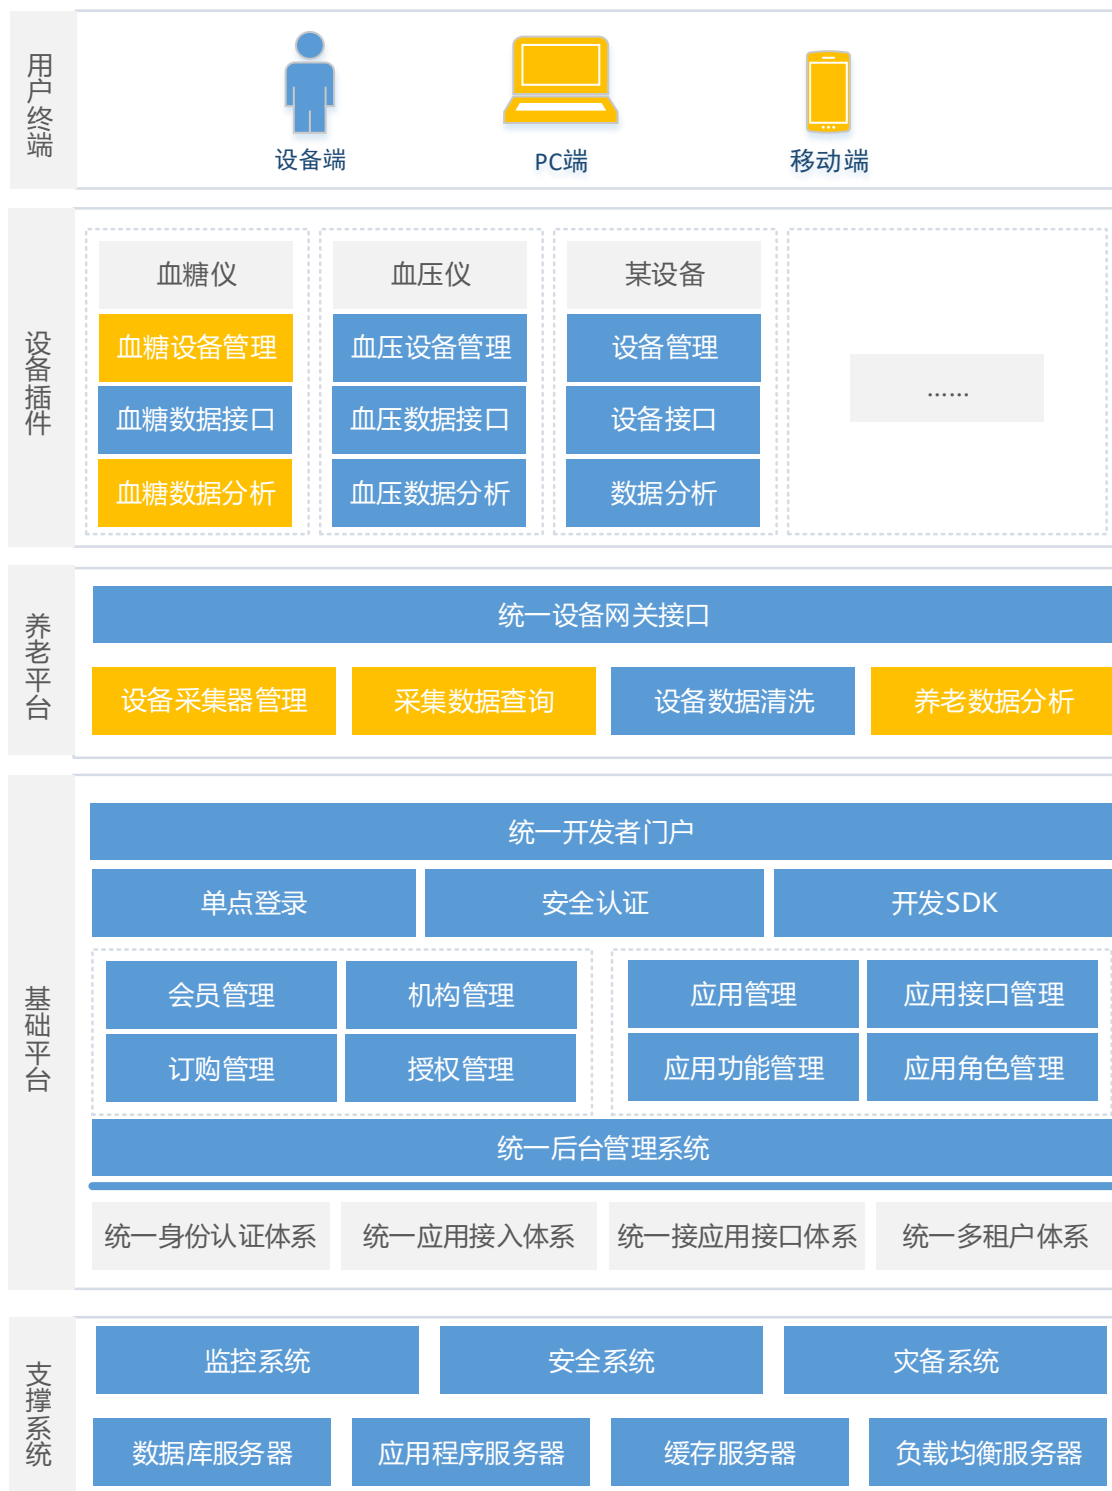 用户终端
设备端
PC端
移动端
设备插件
血糖仪
血压仪
某设备
血糖设备管理
血压设备管理
设备管理
......
血糖数据接口
血压数据接口
设备接口
血糖数据分析
血压数据分析
数据分析
养老平台
统一设备网关接口
设备采集器管理
采集数据查询
设备数据清洗
养老数据分析
基础平台
统一开发者门户
单点登录
安全认证
开发SDK
会员管理
机构管理
应用管理
应用接口管理
订购管理
授权管理
应用功能管理
应用角色管理
统一后台管理系统
统一身份认证体系
统一应用接入体系
统一接应用接口体系
统一多租户体系
支撑系统
监控系统
安全系统
灾备系统
数据库服务器
应用程序服务器
缓存服务器
负载均衡服务器